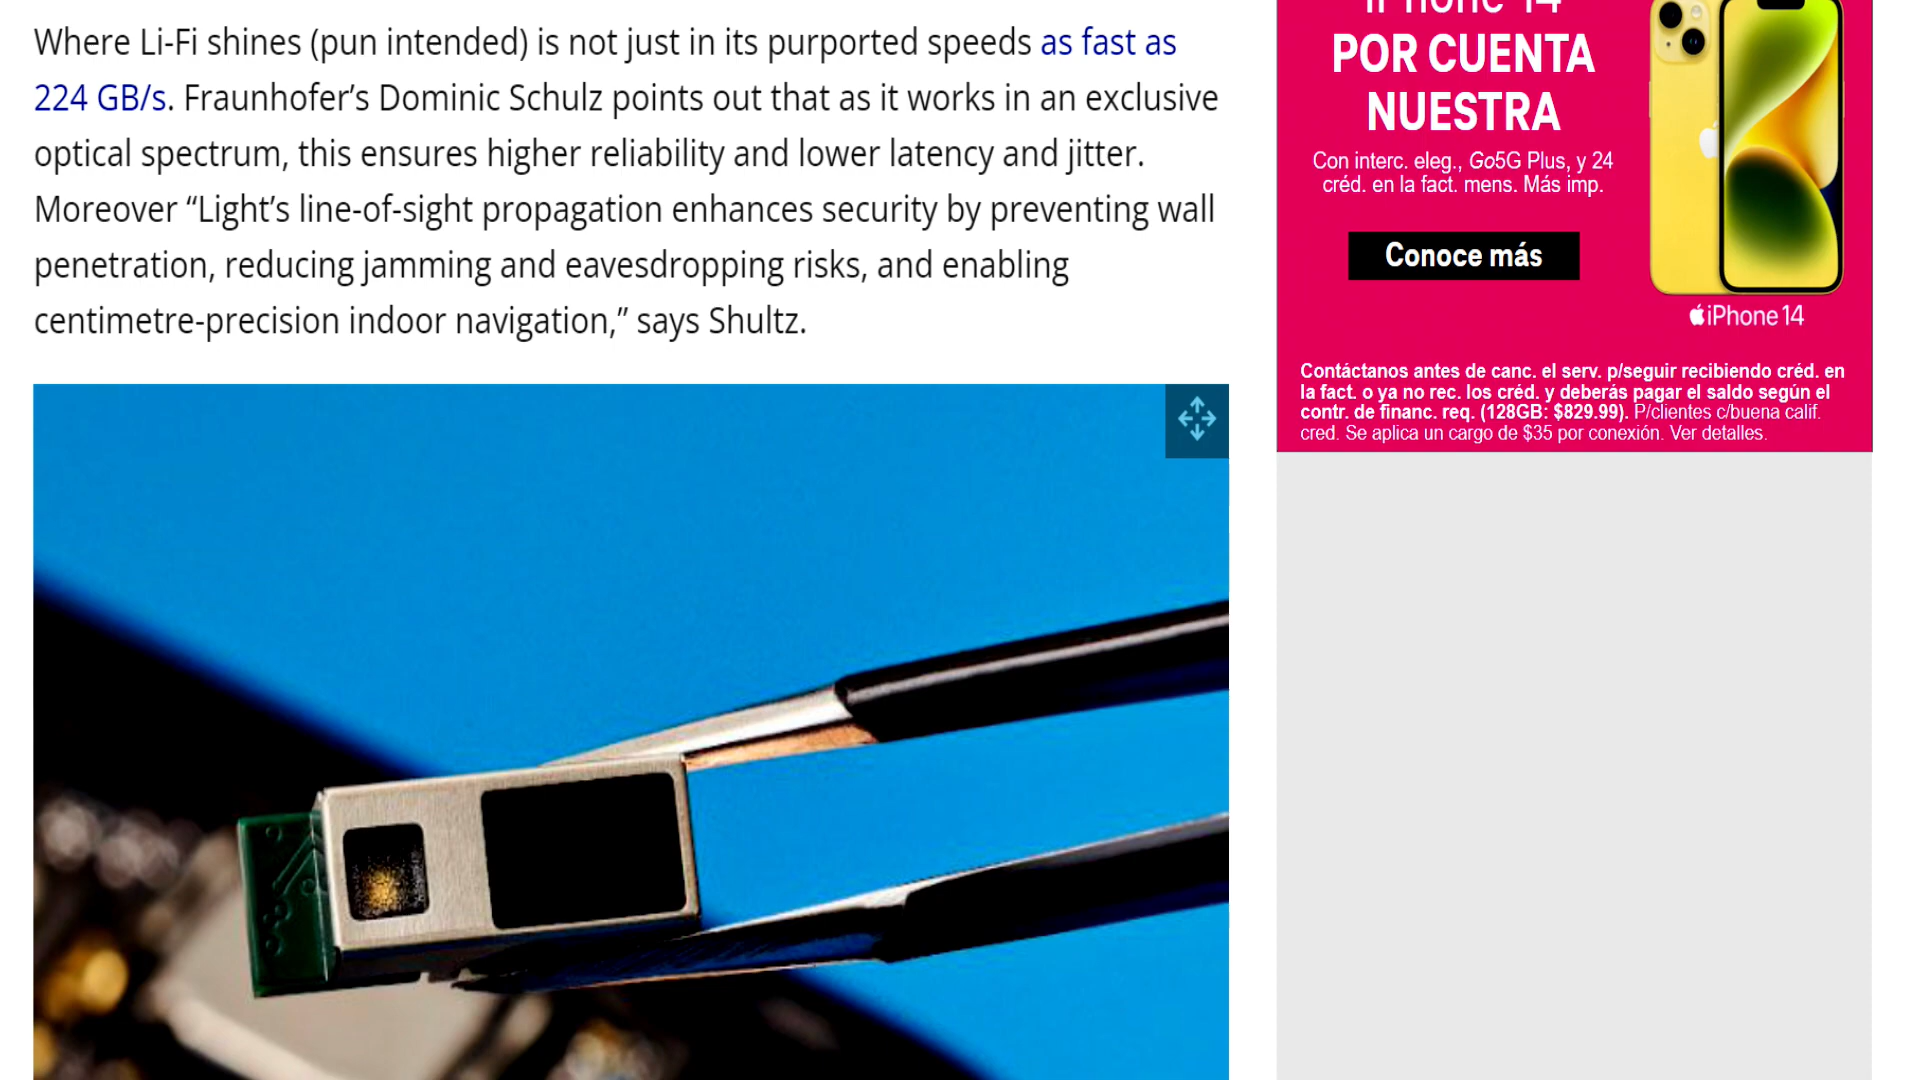 Where Li-Fi shines (pun intended) is not just in its purported speeds as fast as
224 GB/s. Fraunhofer’s Dominic Schulz points out that as it works in an exclusive
optical spectrum, this ensures higher reliability and lower latency and jitter.
Moreover “Light’s line-of-sight propagation enhances security by preventing wall
penetration, reducing jamming and eavesdropping risks, and enabling
centimetre-precision indoor navigation,” says Shultz.
iPhone 14
POR CUENTA
NUESTRA
Con interc. eleg., Go5G Plus, y 24
créd. en la fact. mens. Más imp.
Conoce más
iPhone 14
Contáctanos antes de canc. el serv. p/seguir recibiendo créd. en
la fact. o ya no rec. los créd. y deberás pagar el saldo según el
contr. de financ. req. (128GB: $829.99). P/clientes c/buena calif.
cred. Se aplica un cargo de $35 por conexión. Ver detalles.